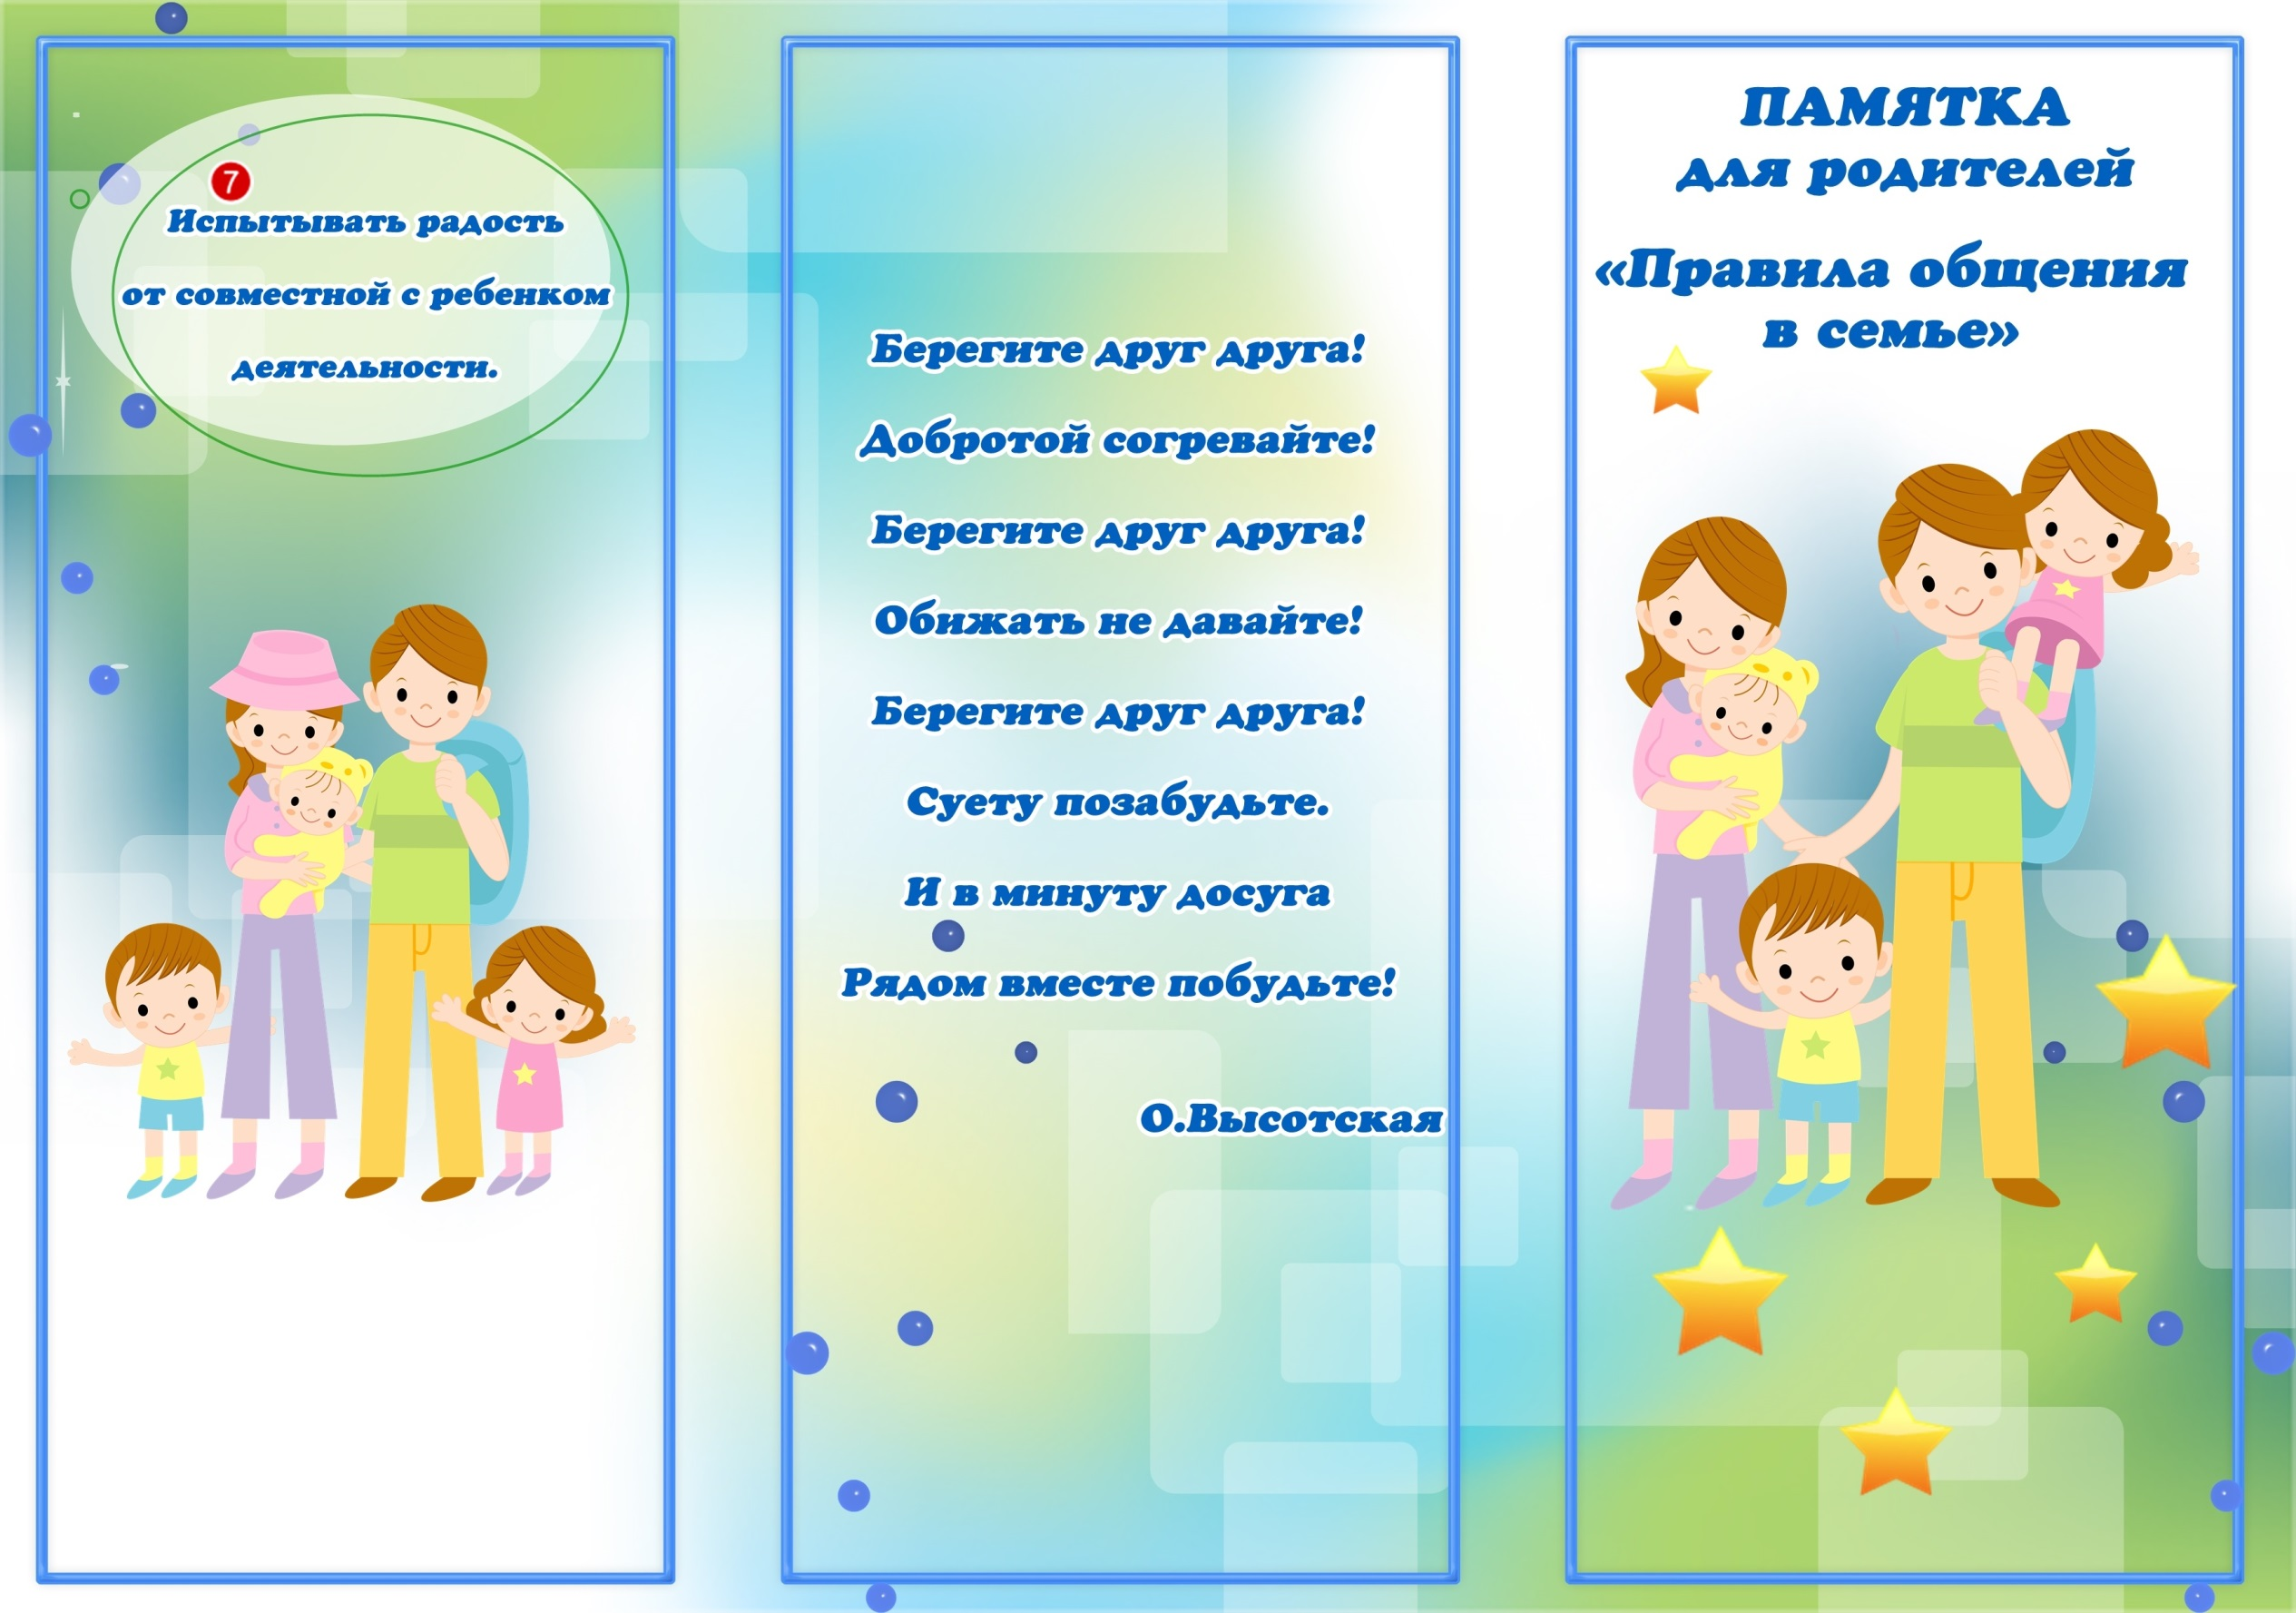 7
Испытывать радость
от совместной с ребенком
деятельности.
Берегите друг друга!
Добротой согревайте!
Берегите друг друга!
Обижать не давайте!
Берегите друг друга!
Суету позабудьте.
И в минуту досуга
Рядом вместе побудьте!
О.Высотская
ПАМЯТКА
для родителей
«Правила общения
в семье»